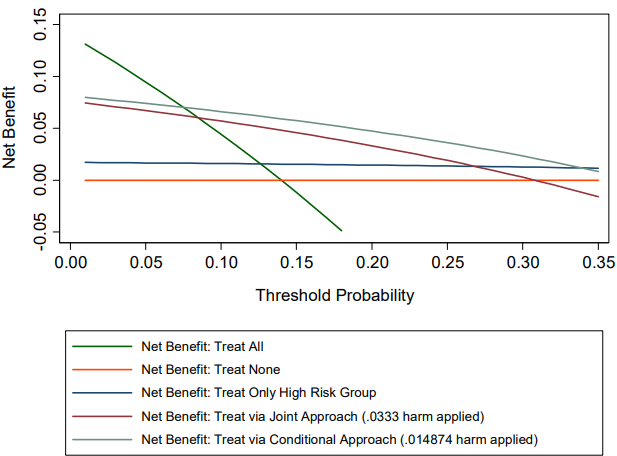 0.15
0.10
0.05
0.00
-0.05
Net Benefit
0.00 0.05 0.10 0.15 0.20 0.25 0.30 0.35
Threshold Probability
Net Benefit: Treat All
Net Benefit: Treat None
Net Benefit: Treat Only High Risk Group
Net Benefit: Treat via Joint Approach (.0333 harm applied)
Net Benefit: Treat via Conditional Approach (.014874 harm applied)